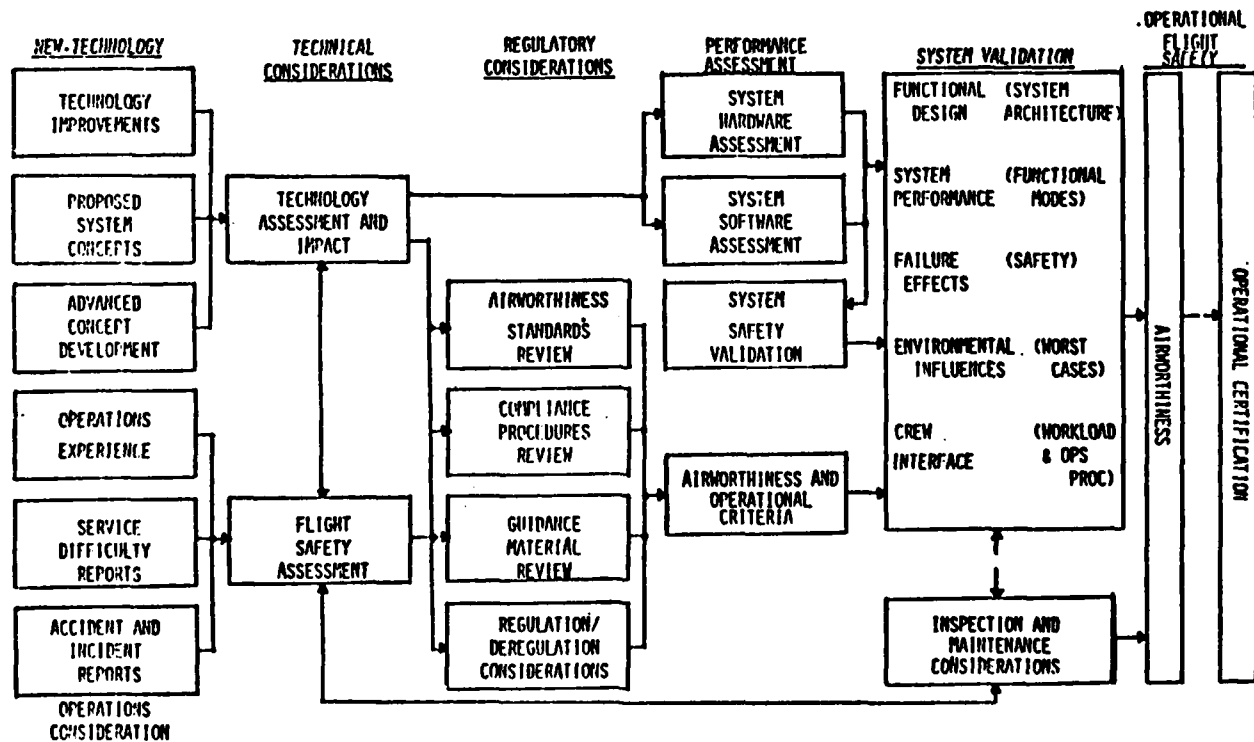 NEW-TECHNOLOGY
TECHNOLOGY
IMPROVEMENTS
PROPOSED
SYSTEM
CONCEPTS
ADVANCED
CONCEPT
DEVELOPMENT
OPERATIONS
EXPERIENCE
SERVICE
DIFFICULTY
REPORTS
ACCIDENT AND
INCIDENT
REPORTS
OPERATIONS
CONSIDERATION
TECHNICAL
CONSIDERATIONS
TECHNOLOGY
ASSESSMENT AND
IMPACT
FLIGHT
SAFETY
ASSESSMENT
REGULATORY
CONSIDERATIONS
AIRWORTHINESS
STANDARDS
REVIEW
COMPLIANCE
PROCEDURES
REVIEW
GUIDANCE
MATERIAL
REVIEW
REGULATION/
DEREGULATION
CONSIDERATIONS
PERFORMANCE
ASSESSMENT
SYSTEM
HARDWARE
ASSESSMENT
SYSTEM
SOFTWARE
ASSESSMENT
SYSTEM
SAFETY
VALIDATION
AIRWORTHINESS AND
OPERATIONAL
CRITERIA
SYSTEM VALIDATION
FUNCTIONAL (SYSTEM
DESIGN ARCHITECTURE)
SYSTEM (FUNCTIONAL
PERFORMANCE MODES)
FAILURE (SAFETY)
EFFECTS
ENVIRONMENTAL (WORST
INFLUENCES CASES)
CREW (WORKLOAD
INTERFACE & OPS
PROC)
INSPECTION AND
MAINTENANCE
CONSIDERATIONS
OPERATIONAL
FLIGHT
SAFETY
AIRWORTHINESS
OPERATIONAL CERTIFICATION